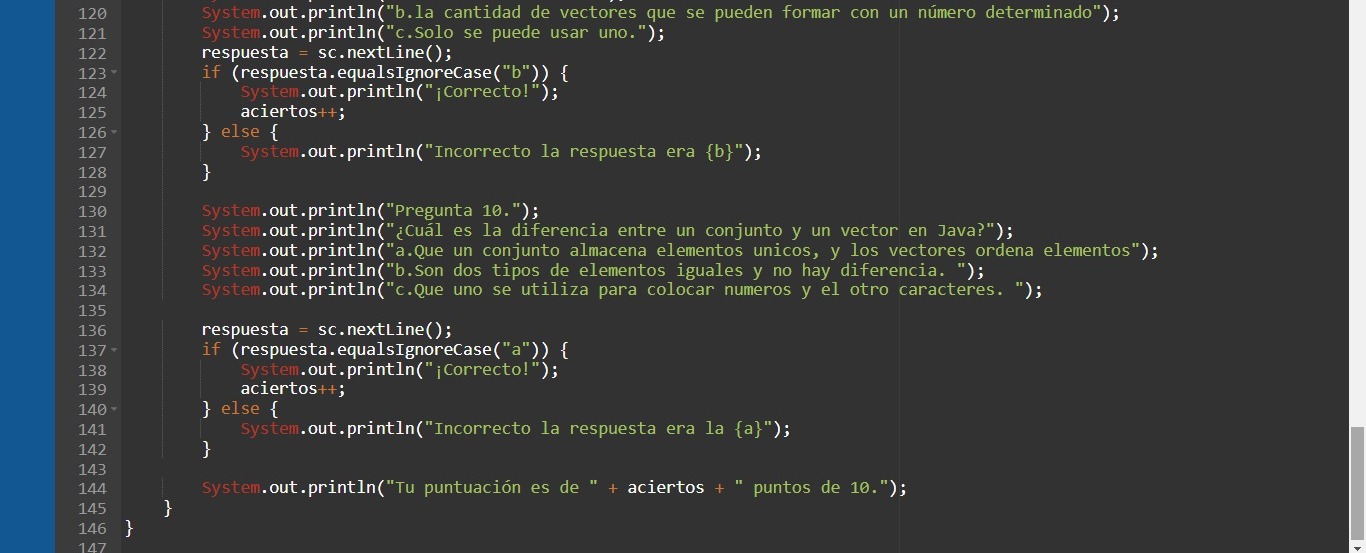 120 System.out.println("b.la cantidad de vectores que se pueden formar con un número determinado");
121 System.out.println("c.Solo se puede usar uno.");
122 respuesta = sc.nextLine();
123 if (respuesta.equalsIgnoreCase("b")) {
124 System.out.println("¡Correcto!");
125 aciertos++;
126 } else {
127 System.out.println("Incorrecto la respuesta era {b}");
128 }
129
130 System.out.println("Pregunta 10.");
131 System.out.println("¿Cuál es la diferencia entre un conjunto y un vector en Java?");
132 System.out.println("a.Que un conjunto almacena elementos unicos, y los vectores ordena elementos");
133 System.out.println("b.Son dos tipos de elementos iguales y no hay diferencia. ");
134 System.out.println("c.Que uno se utiliza para colocar numeros y el otro caracteres. ");
135
136 respuesta = sc.nextLine();
137 if (respuesta.equalsIgnoreCase("a")) {
138 System.out.println("¡Correcto!");
139 aciertos++;
140 } else {
141 System.out.println("Incorrecto la respuesta era la {a}");
142 }
143
144 System.out.println("Tu puntuación es de " + aciertos + " puntos de 10.");
145 }
146 }
147